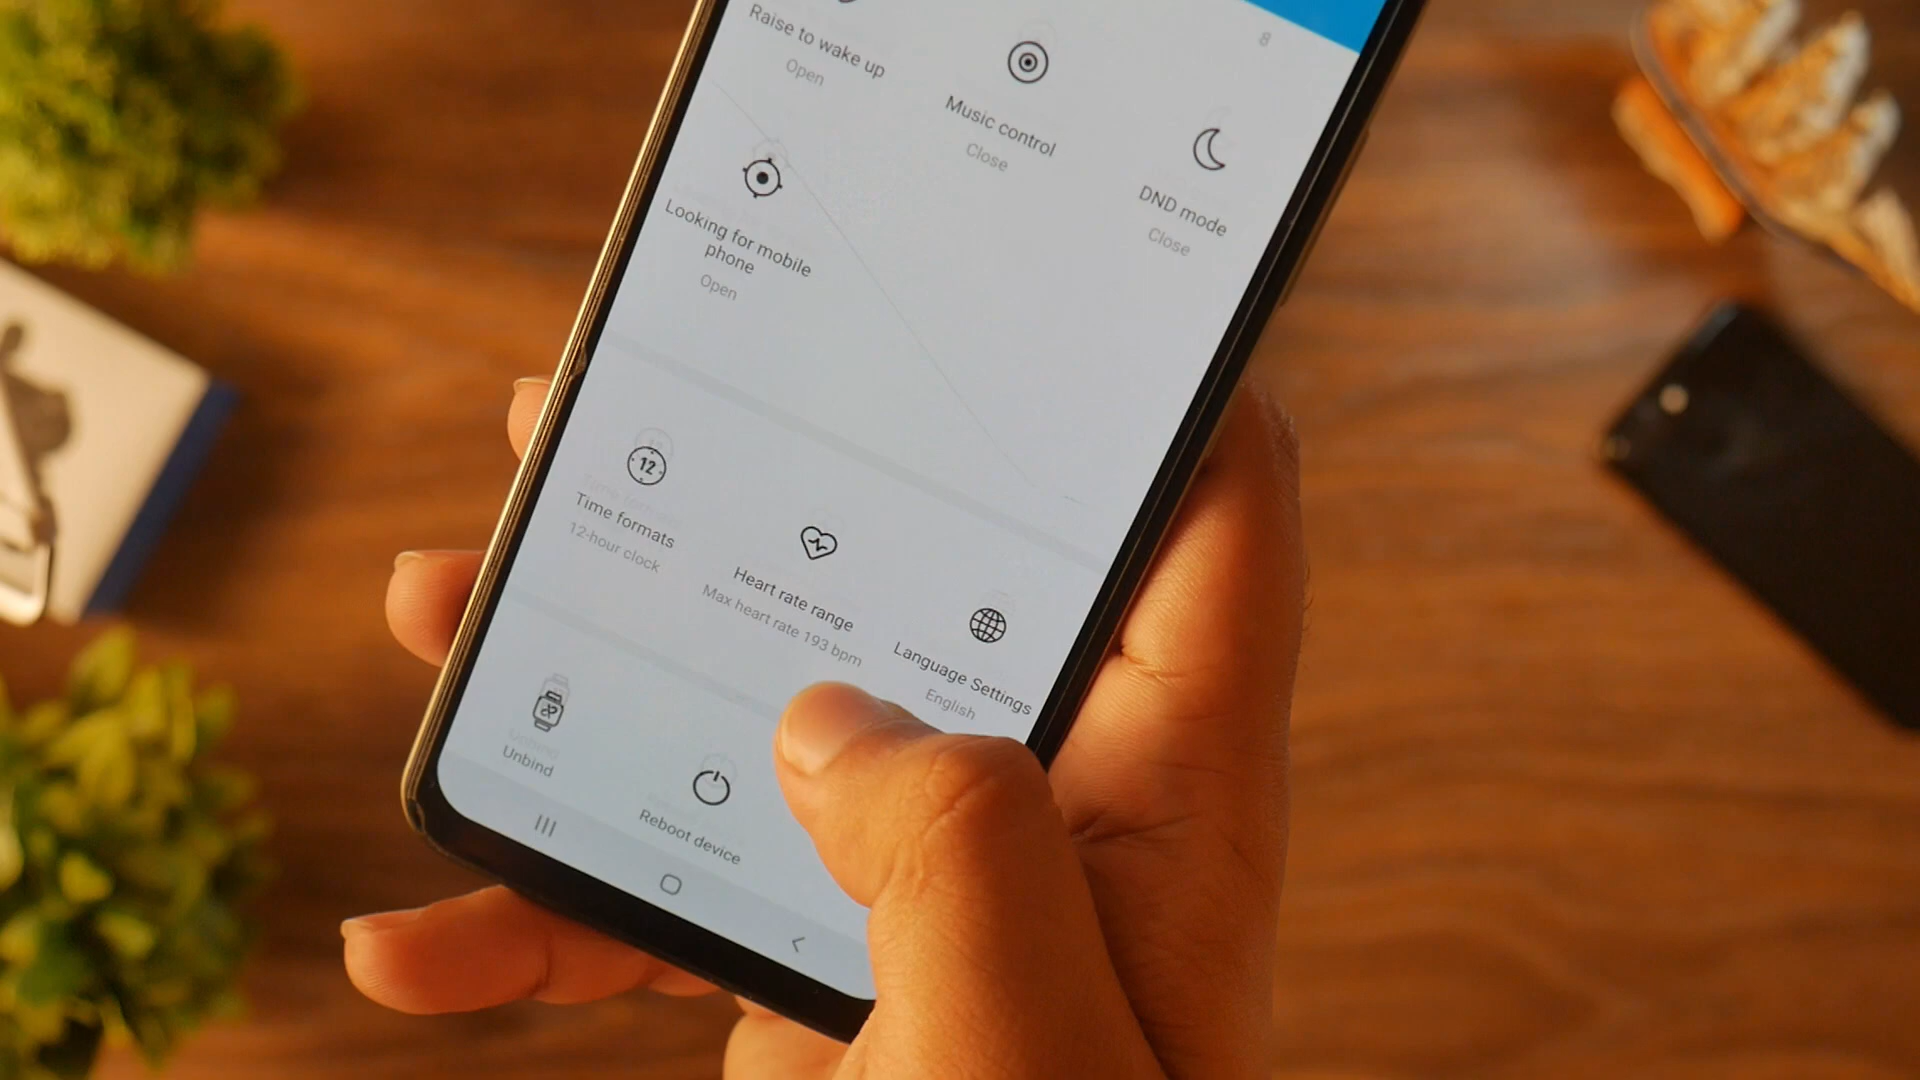 Raise to wake up
Open
Music control
Close
8
DND mode
Close
Looking for mobile
phone
Open
12
Time formats
12-hour clock
Heart rate range
Max heart rate 193 bpm
Language Settings
English
Unbind
Reboot device